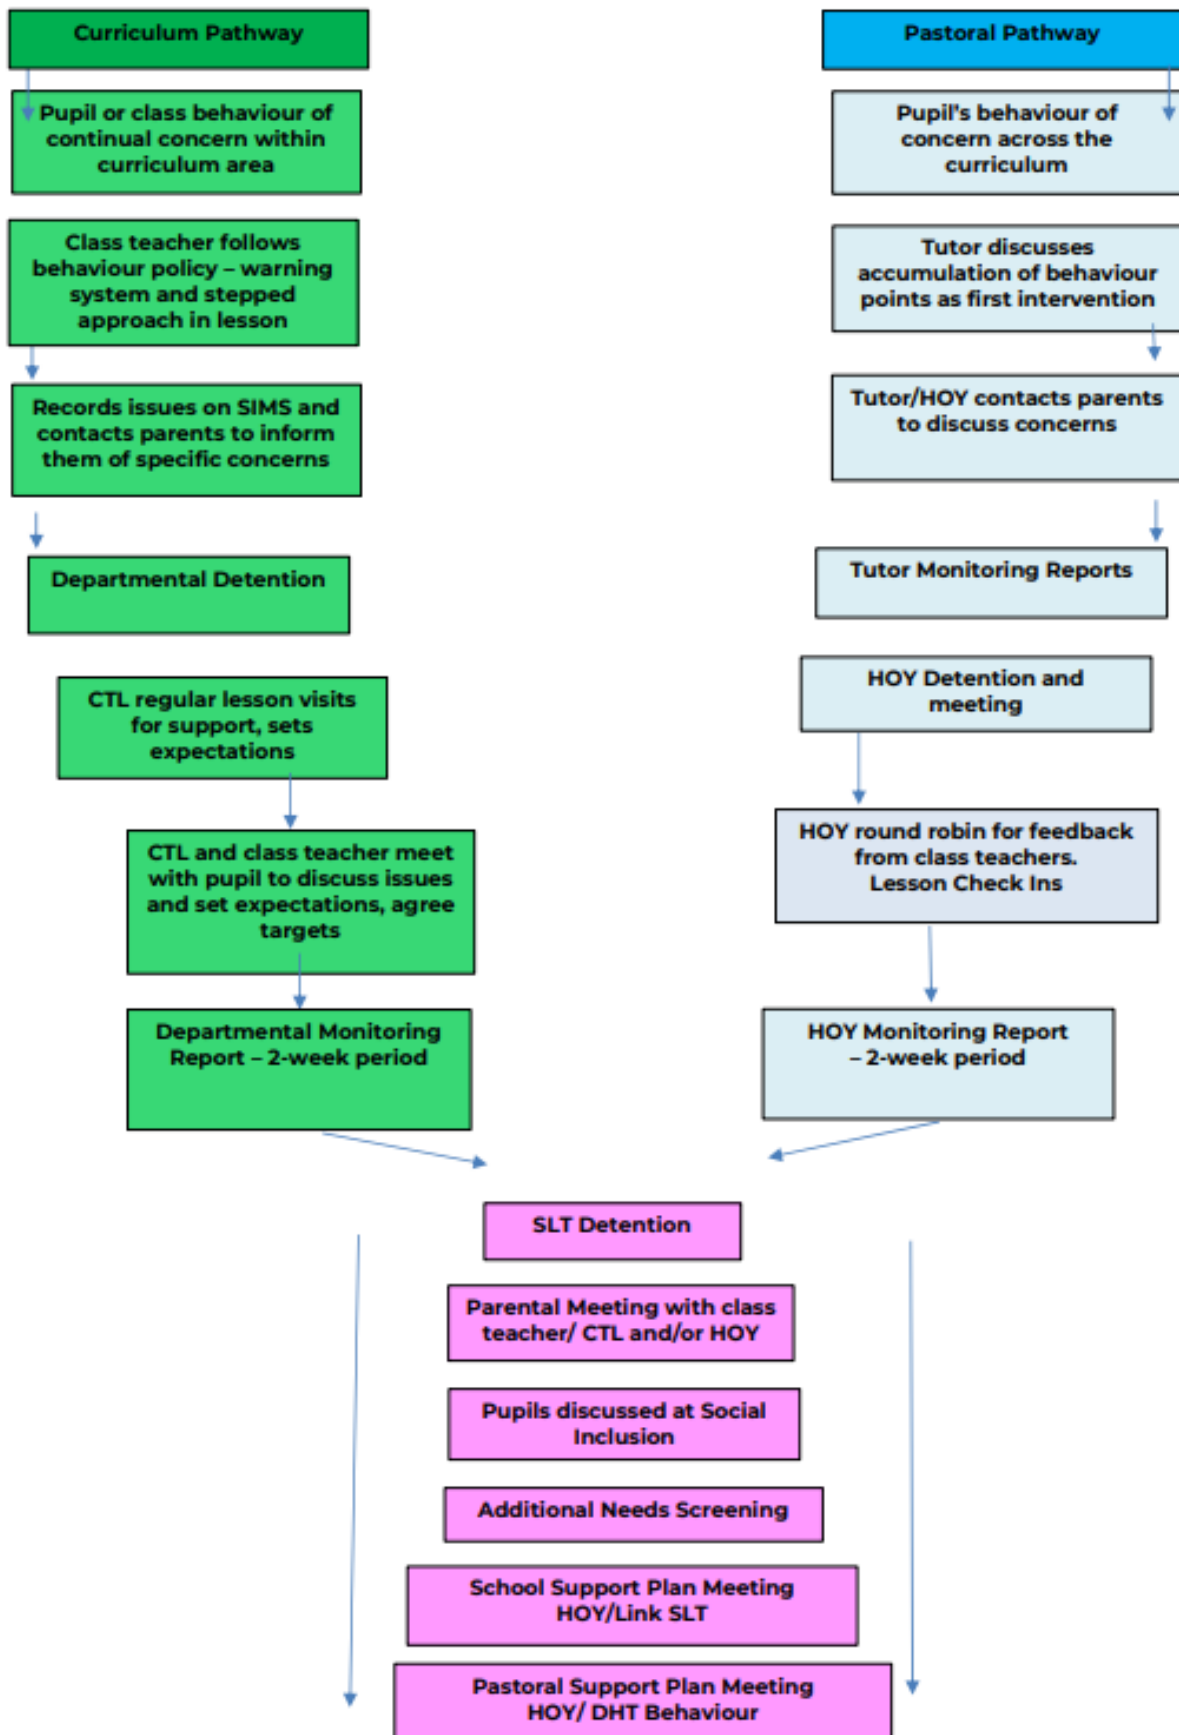 Curriculum Pathway
Pupil or class behaviour of
continual concern within
curriculum area
Class teacher follows
behaviour policy – warning
system and stepped
approach in lesson
Records issues on SIMS and
contacts parents to inform
them of specific concerns
Departmental Detention
CTL regular lesson visits
for support, sets
expectations
CTL and class teacher meet
with pupil to discuss issues
and set expectations, agree
targets
Departmental Monitoring
Report – 2-week period
Pastoral Pathway
Pupil's behaviour of
concern across the
curriculum
Tutor discusses
accumulation of behaviour
points as first intervention
Tutor/HOY contacts parents
to discuss concerns
Tutor Monitoring Reports
HOY Detention and
meeting
HOY round robin for feedback
from class teachers.
Lesson Check Ins
HOY Monitoring Report
– 2-week period
SLT Detention
Parental Meeting with class
teacher/ CTL and/or HOY
Pupils discussed at Social
Inclusion
Additional Needs Screening
School Support Plan Meeting
HOY/Link SLT
Pastoral Support Plan Meeting
HOY/ DHT Behaviour